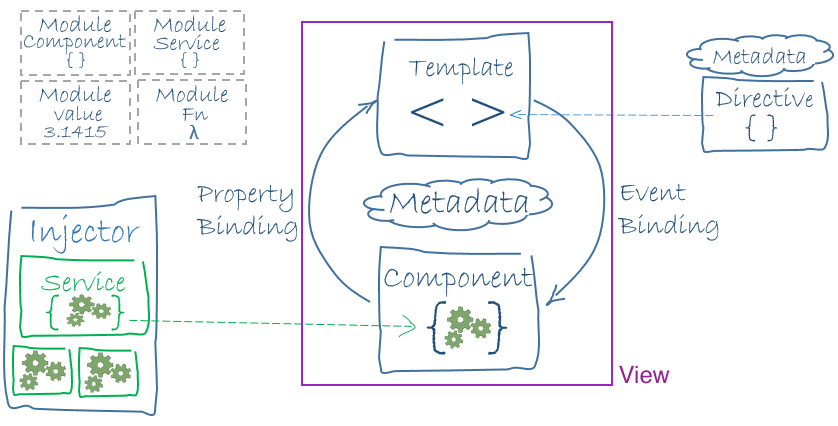 Module
Component
{ }
Module
Service
{ }
Module
value
3.1415
Module
Fn
λ
Template
< >
Metadata
Directive
{ }
Property
Binding
Metadata
Event
Binding
Injector
Service
{ }
Component
{ }
View